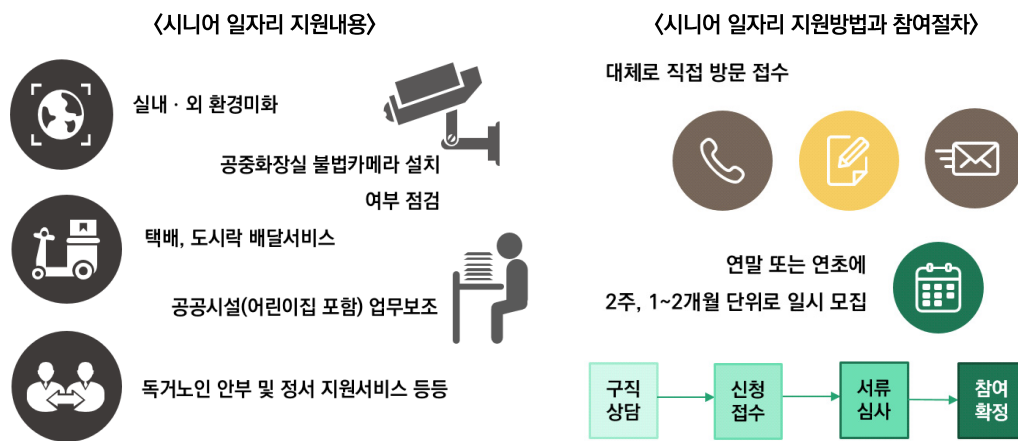 〈시니어 일자리 지원내용〉
실내 · 외 환경미화
공중화장실 불법카메라 설치
여부 점검
택배, 도시락 배달서비스
공공시설(어린이집 포함) 업무보조
독거노인 안부 및 정서 지원서비스 등등
〈시니어 일자리 지원방법과 참여절차〉
대체로 직접 방문 접수
연말 또는 연초에
2주, 1~2개월 단위로 일시 모집
구직
상담
신청
접수
서류
심사
참여
확정